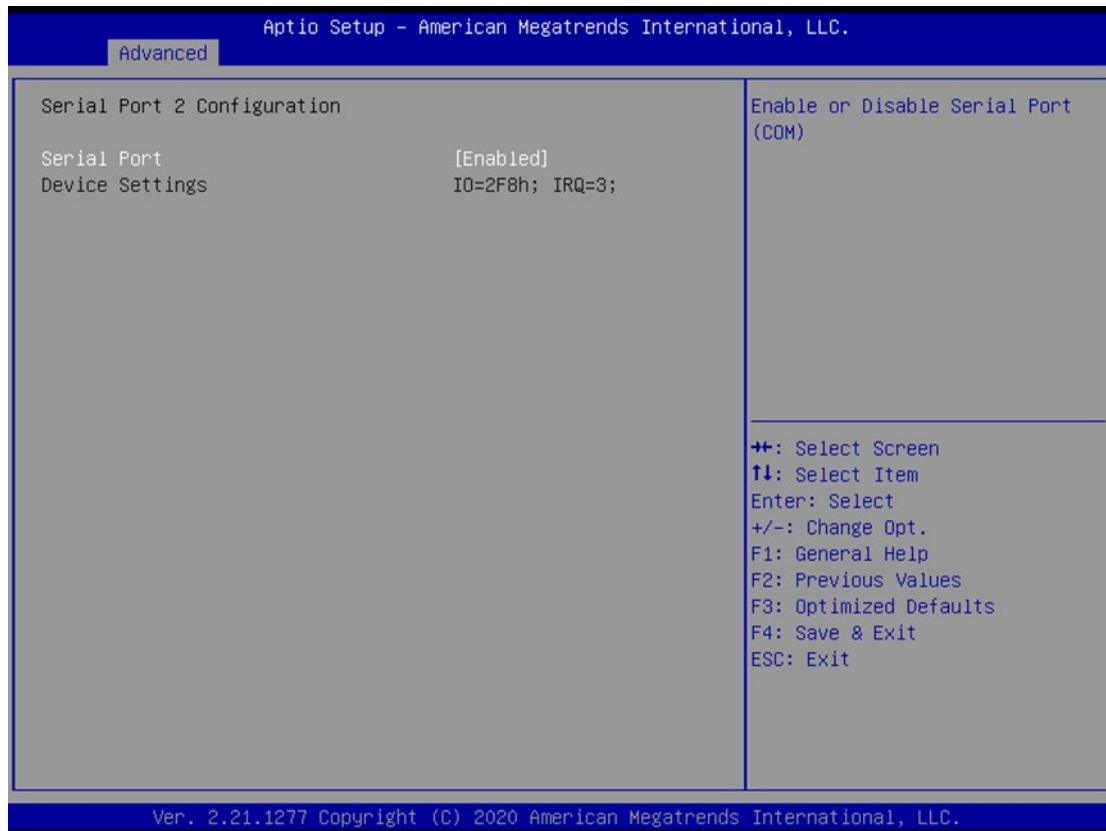 Aptio Setup – American Megatrends International, LLC.
Advanced
Serial Port 2 Configuration
Serial Port [Enabled]
Device Settings IO=2F8h; IRQ=3;
Enable or Disable Serial Port
(COM)
→←: Select Screen
↑↓: Select Item
Enter: Select
+/-: Change Opt.
F1: General Help
F2: Previous Values
F3: Optimized Defaults
F4: Save & Exit
ESC: Exit
Ver. 2.21.1277 Copyright (C) 2020 American Megatrends International, LLC.